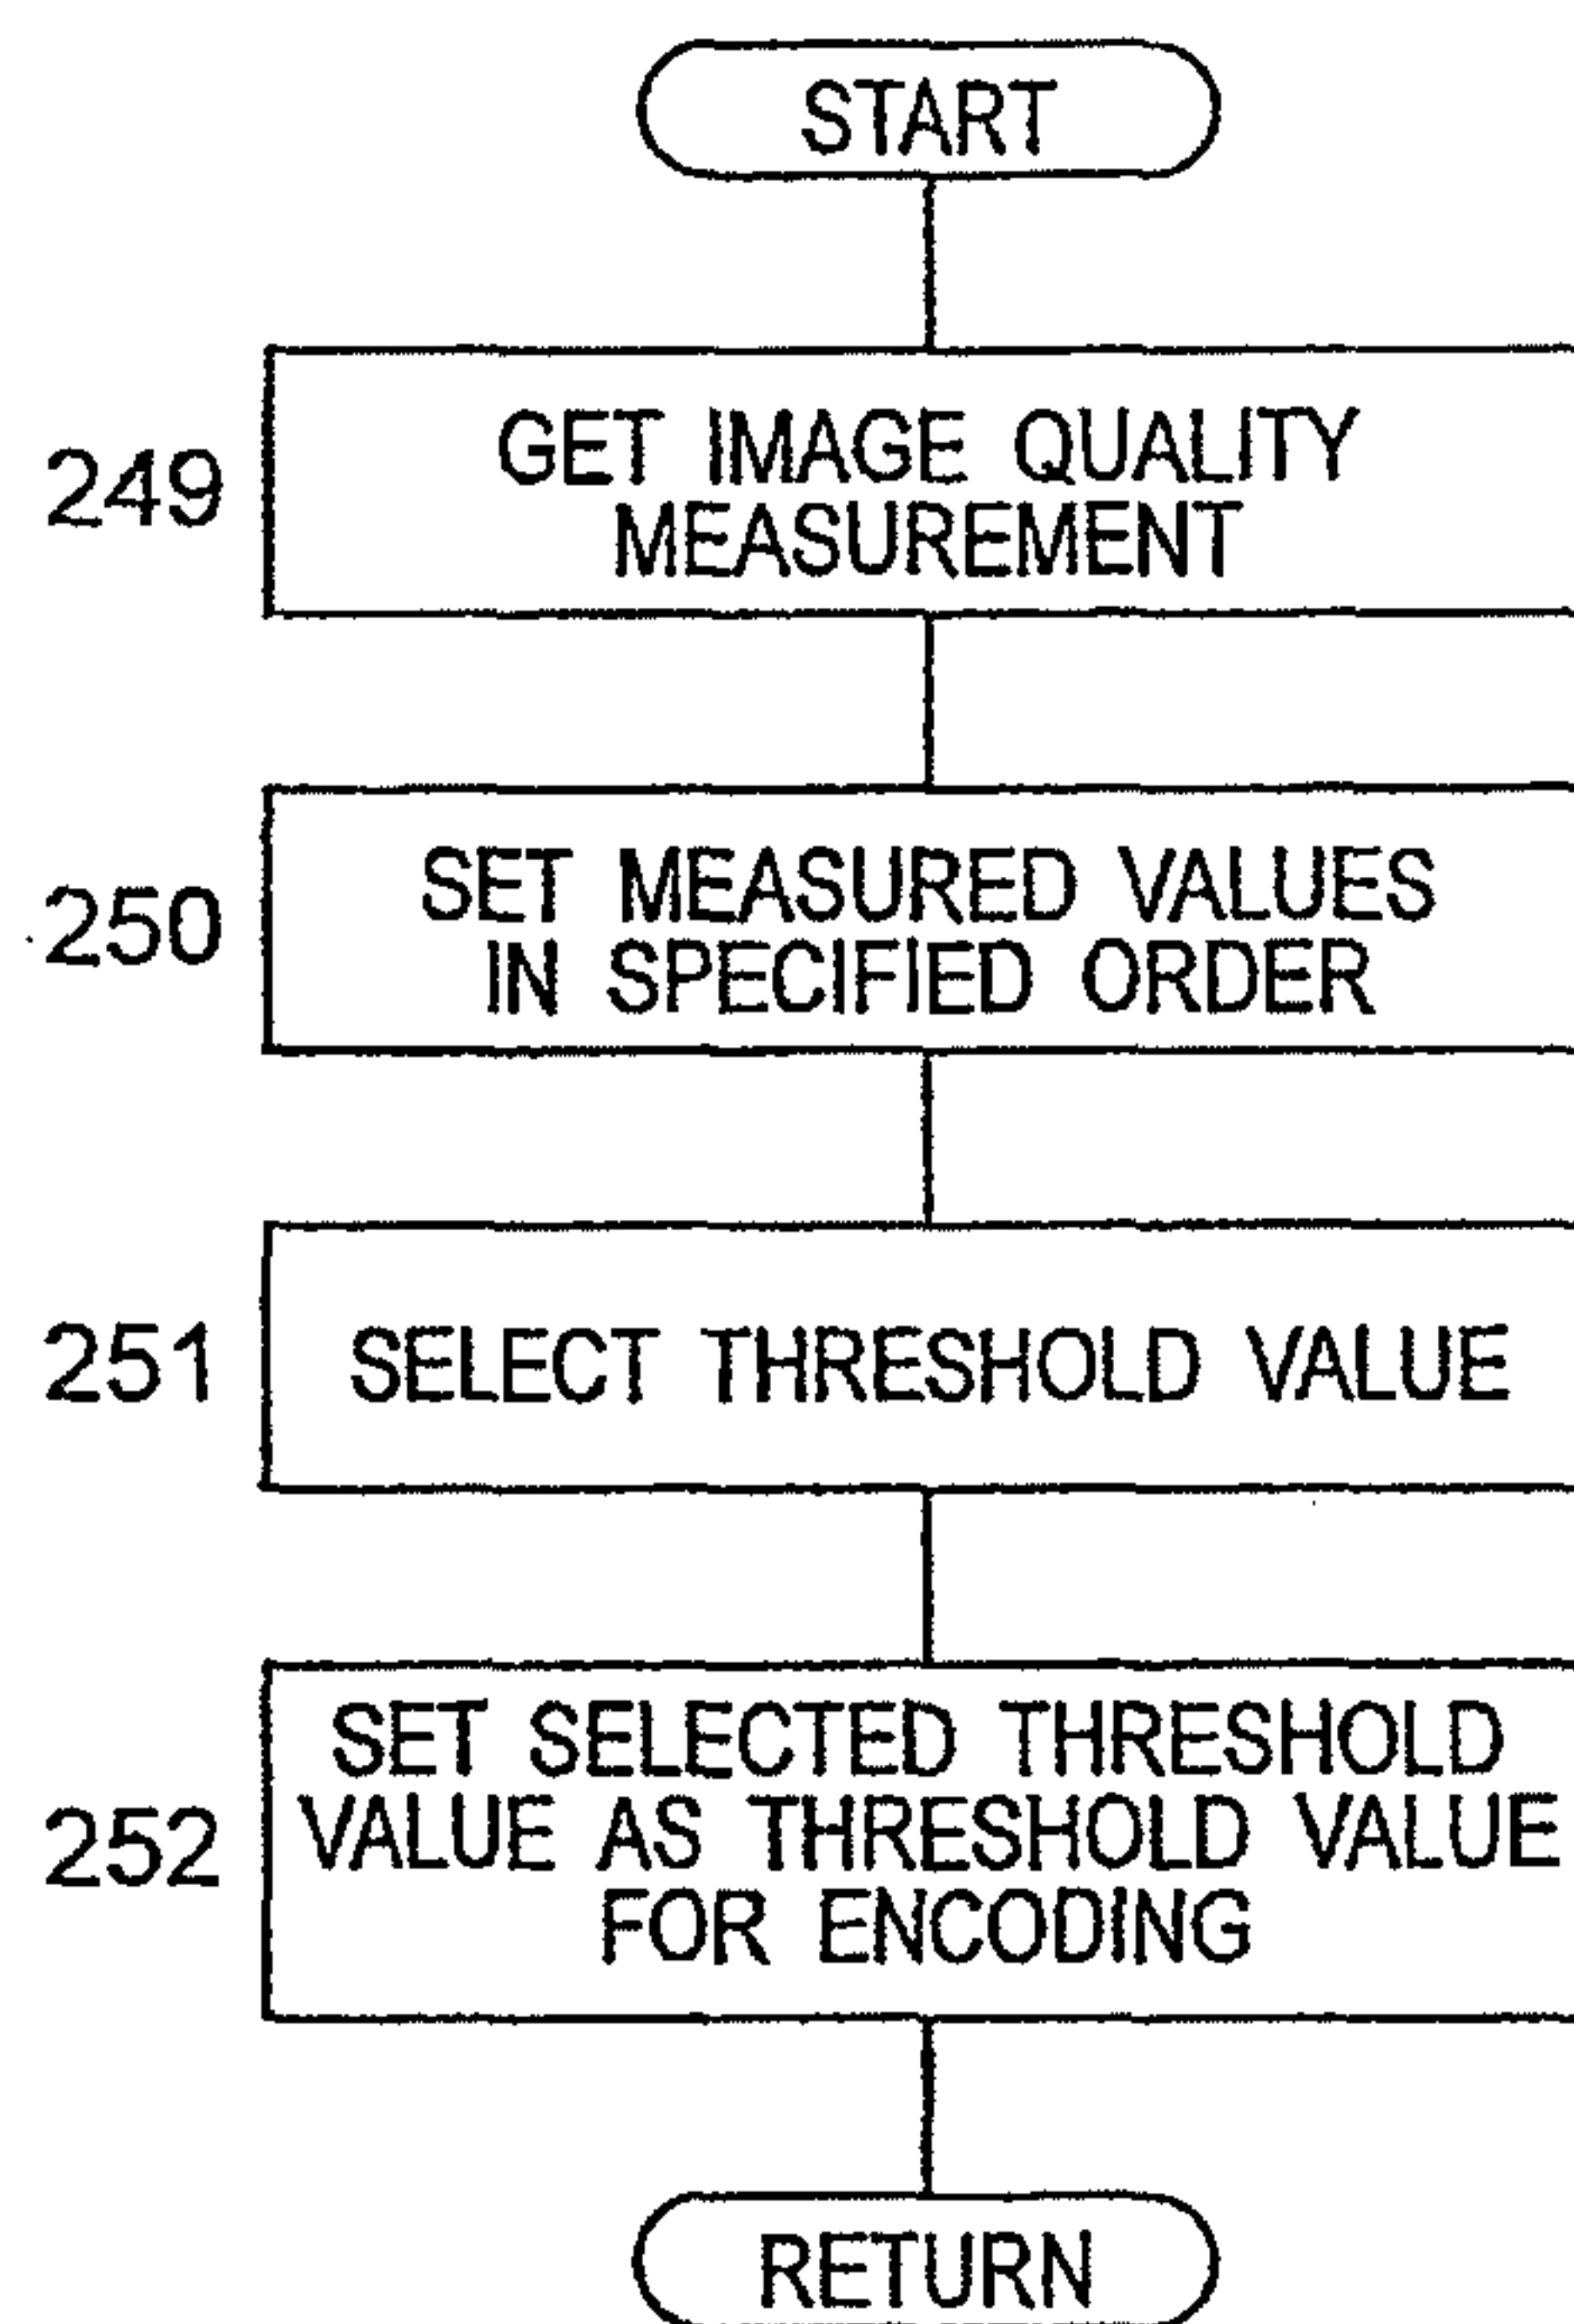 START
249
GET IMAGE QUALITY
MEASUREMENT
250
SET MEASURED VALUES
IN SPECIFIED ORDER
251
SELECT THRESHOLD VALUE
252
SET SELECTED THRESHOLD
VALUE AS THRESHOLD VALUE
FOR ENCODING
RETURN